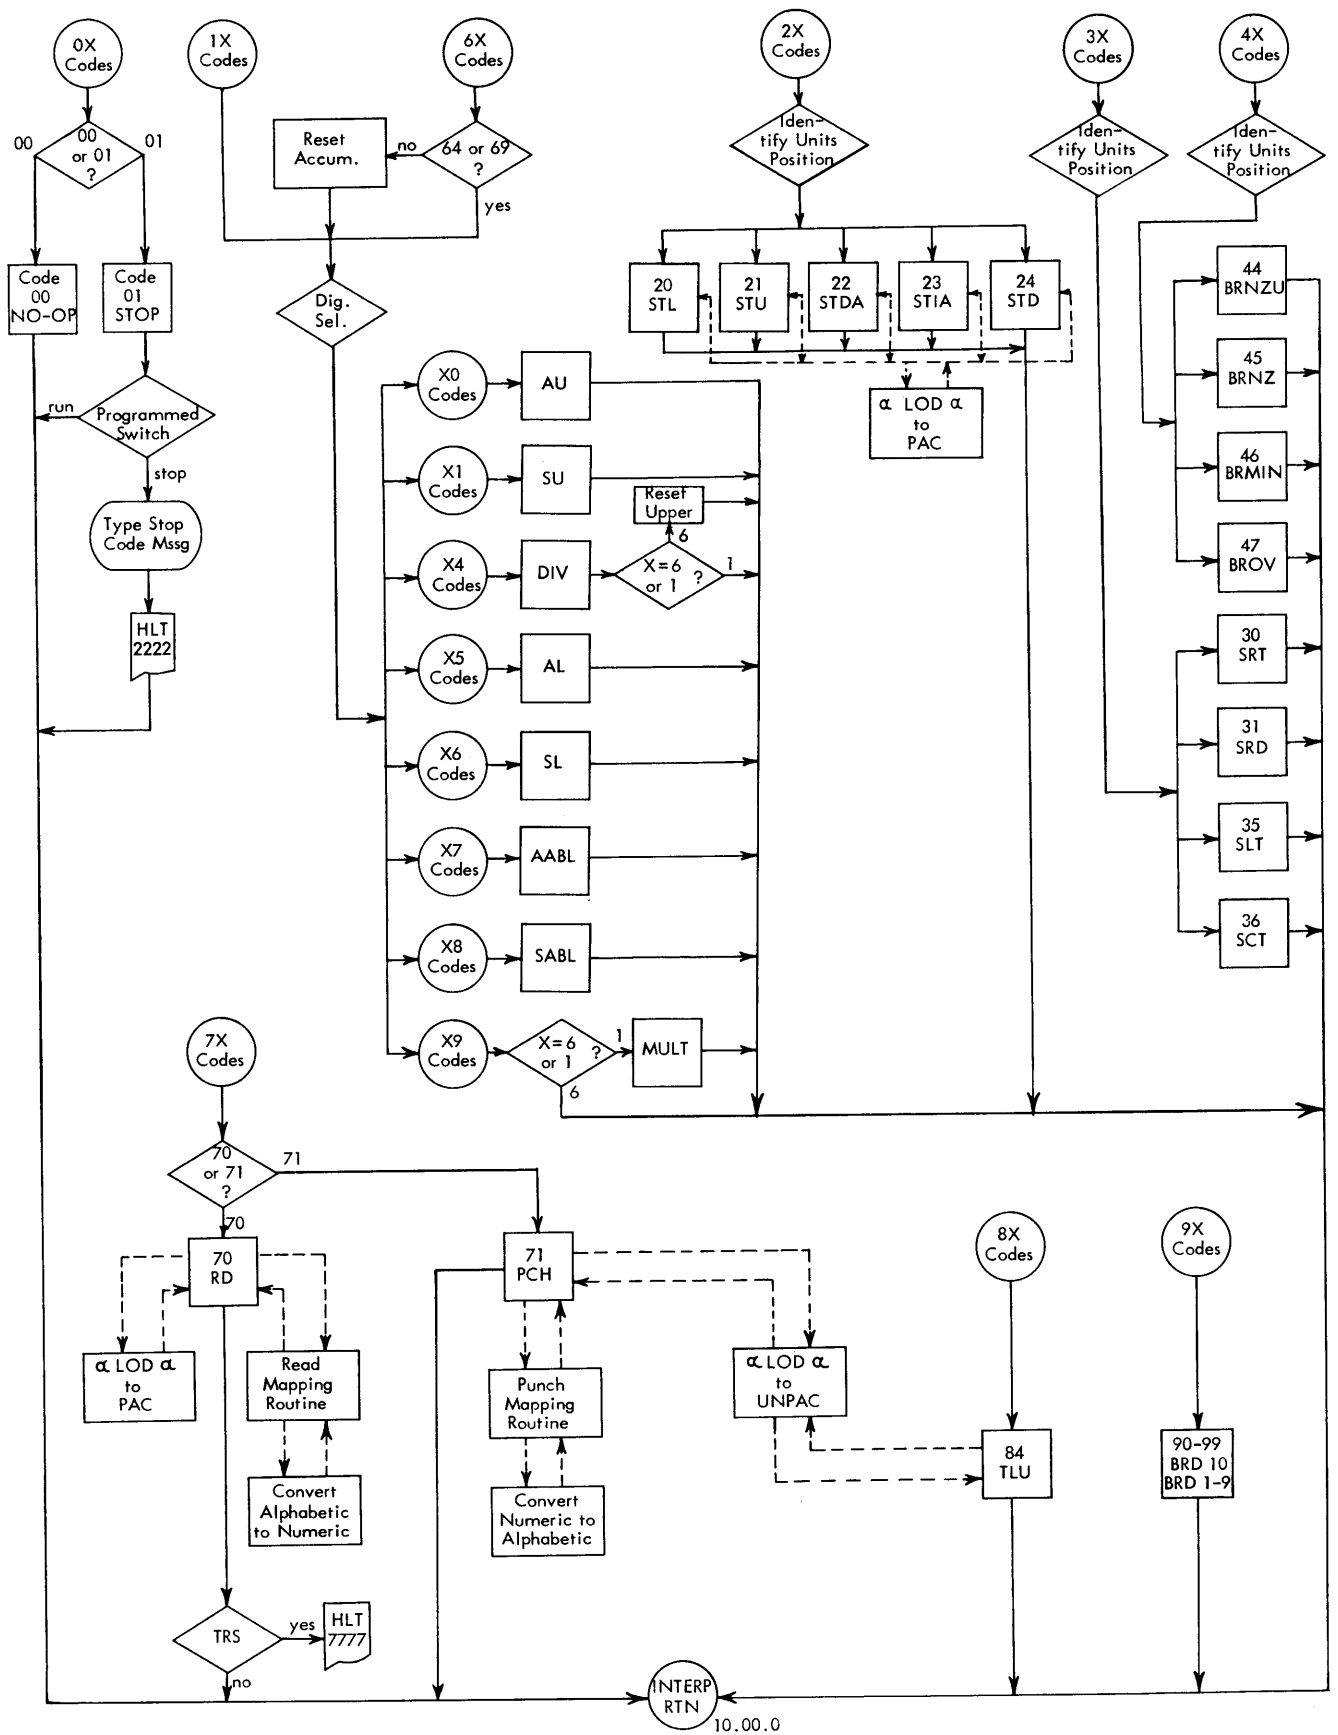 0X
Codes
1X
Codes
6X
Codes
2X
Codes
3X
Codes
4X
Codes
00
00
or 01
?
01
Reset
Accum.
no
64 or 69
?
yes
Iden-
tify Units
Position
Iden-
tify Units
Position
Iden-
tify Units
Position
Code
00
NO-OP
Code
01
STOP
Dig.
Sel.
20
STL
21
STU
22
STDA
23
STIA
24
STD
44
BRNZU
run
Programmed
Switch
stop
X0
Codes
AU
α LOD α
to
PAC
45
BRNZ
X1
Codes
SU
Reset
Upper
46
BRMIN
Type Stop
Code Mssg
X4
Codes
DIV
6
X=6
or 1
?
1
47
BROV
HLT
2222
X5
Codes
AL
30
SRT
X6
Codes
SL
31
SRD
X7
Codes
AABL
35
SLT
X8
Codes
SABL
36
SCT
7X
Codes
X9
Codes
X=6
or 1
?
1
6
MULT
70
or 71
?
71
70
70
RD
71
PCH
8X
Codes
9X
Codes
α LOD α
to
PAC
Read
Mapping
Routine
Punch
Mapping
Routine
α LOD α
to
UNPAC
Convert
Alphabetic
to Numeric
Convert
Numeric to
Alphabetic
84
TLU
90-99
BRD 10
BRD 1-9
TRS
yes
HLT
7777
no
INTERP
RTN
10.00.0